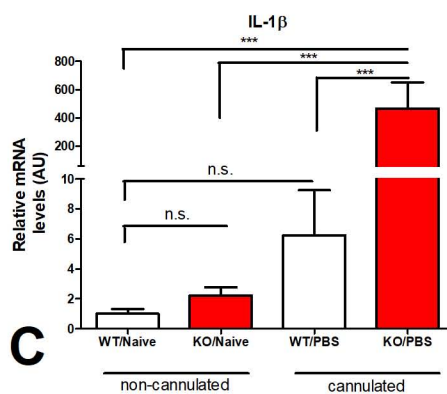 IL-1β
***
***
***
800
600
400
200
10
8
6
4
2
0
Relative mRNA
levels (AU)
n.s.
n.s.
WT/Naive KO/Naive WT/PBS KO/PBS
non-cannulated cannulated
C